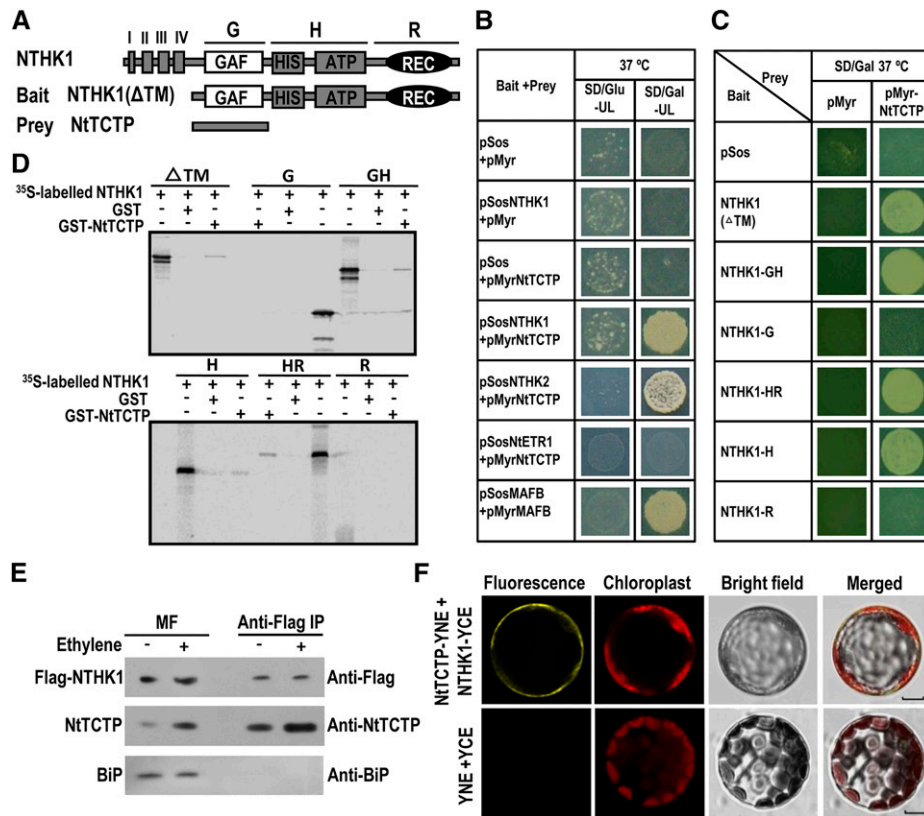 A
I II III IV G H R
NTHK1 GAF HIS ATP REC
Bait NTHK1(ΔTM) GAF HIS ATP REC
Prey NtTCTP
B
Bait +Prey
37 ºC
SD/Glu -UL
SD/Gal -UL
pSos
+pMyr
pSosNTHK1
+pMyr
pSos
+pMyrNtTCTP
pSosNTHK1
+pMyrNtTCTP
pSosNTHK2
+pMyrNtTCTP
pSosNtETR1
+pMyrNtTCTP
pSosMAFB
+pMyrMAFB
C
Prey
Bait
SD/Gal 37 ºC
pMyr
pMyr-
NtTCTP
pSos
NTHK1
(△TM)
NTHK1-GH
NTHK1-G
NTHK1-HR
NTHK1-H
NTHK1-R
D
△TM G GH
³⁵S-labelled NTHK1 + + + + + + + + +
GST - + - - + - - + -
GST-NtTCTP - - + + - - - - +
H HR R
³⁵S-labelled NTHK1 + + + + + + + + +
GST - + - - + - - + -
GST-NtTCTP - - + + - - - - +
E
MF Anti-Flag IP
Ethylene - + - +
Flag-NTHK1 Anti-Flag
NtTCTP Anti-NtTCTP
BiP Anti-BiP
F
Fluorescence Chloroplast Bright field Merged
NtTCTP-YNE +
NTHK1-YCE
YNE +YCE